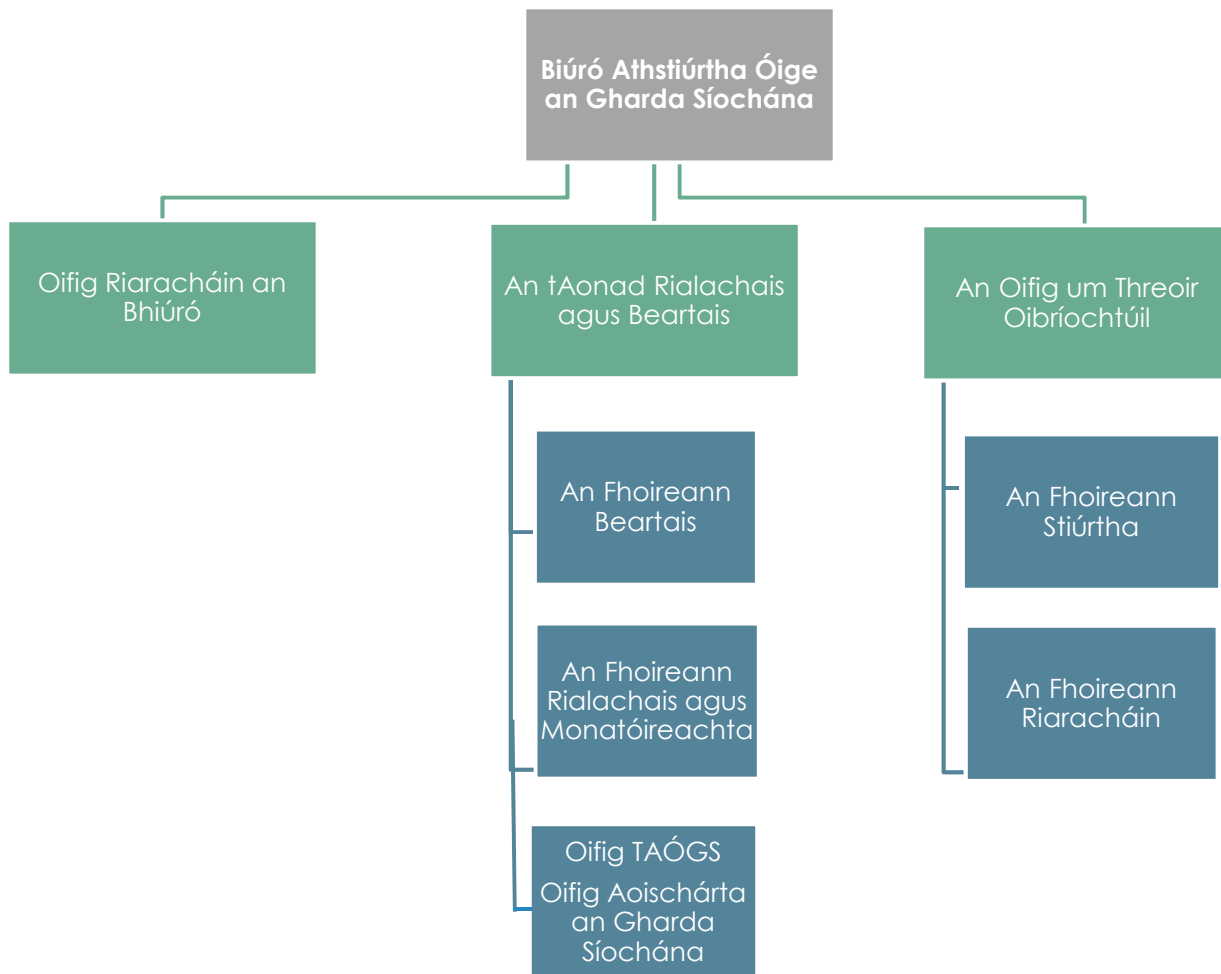 Biúró Athstiúrtha Óige
an Gharda Síochána
Oifig Riaracháin an
Bhiúró
An tAonad Rialachais
agus Beartais
An Oifig um Threoir
Oibríochtúil
An Fhoireann
Beartais
An Fhoireann
Rialachais agus
Monatóireachta
Oifig TAÓGS
Oifig Aoischárta
an Gharda
Síochána
An Fhoireann
Stiúrtha
An Fhoireann
Riaracháin